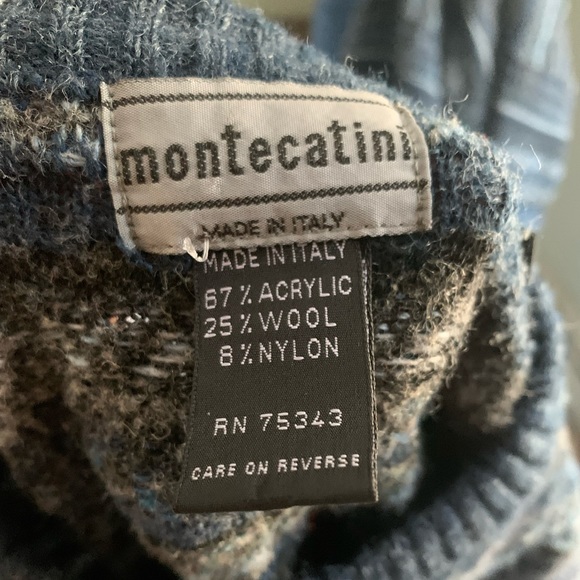 montecatini
MADE IN ITALY
MADE IN ITALY
67% ACRYLIC
25% WOOL
8% NYLON
RN 75343
CARE ON REVERSE